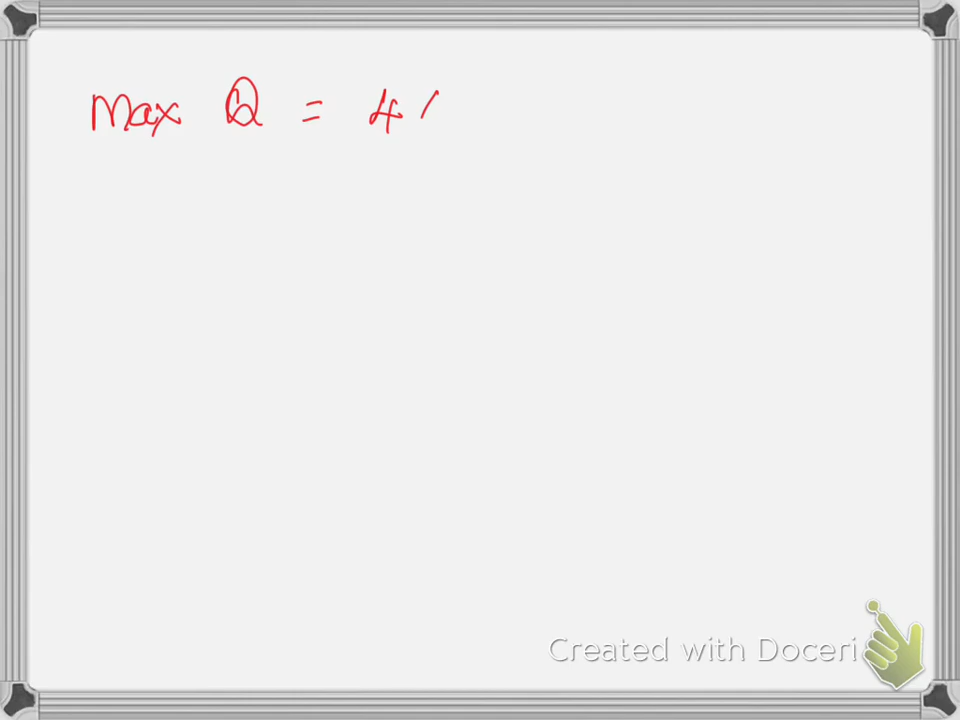 Max Q = 4
Created with Doceri